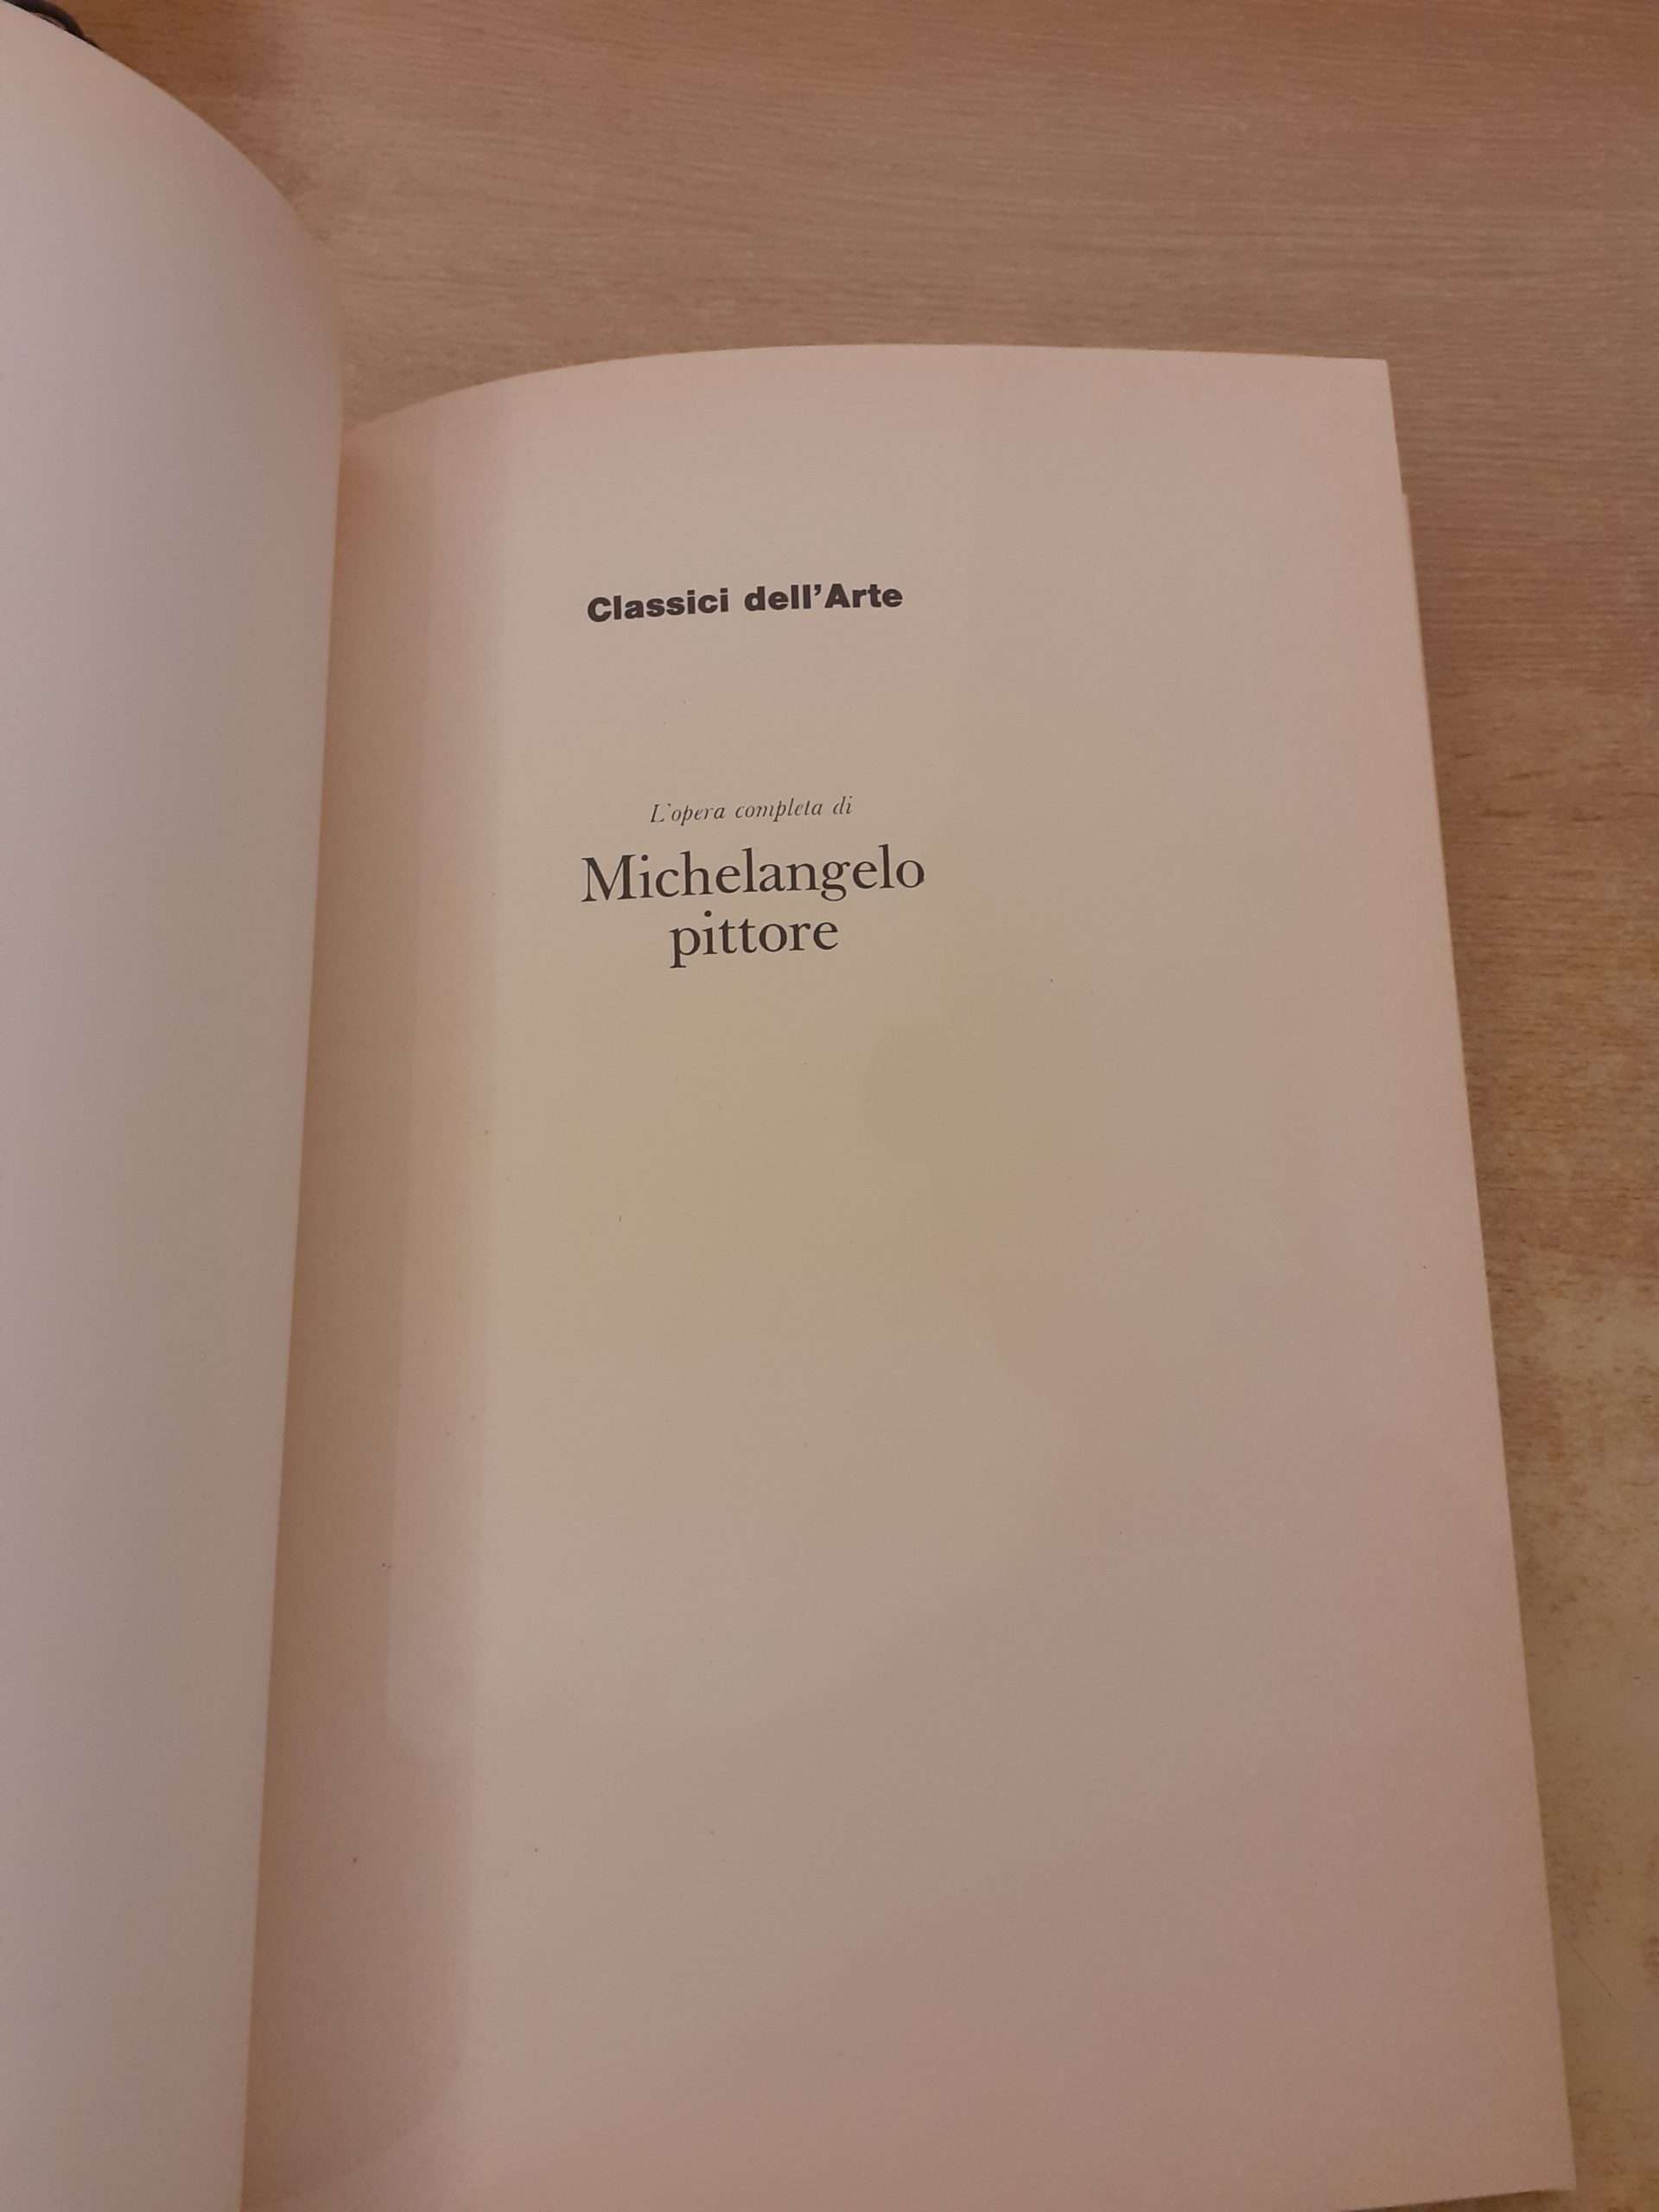 Classici dell’Arte
L’opera completa di
Michelangelo
pittore